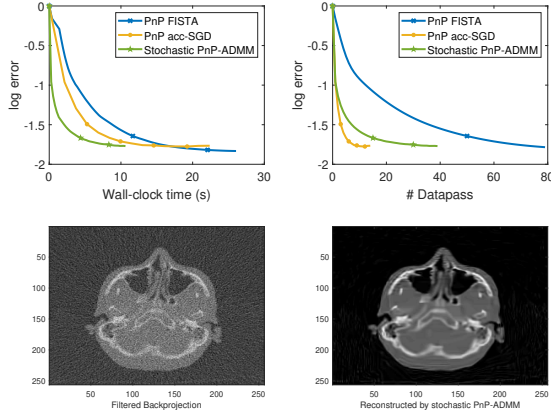 PnP FISTA
PnP acc-SGD
Stochastic PnP-ADMM
log error
0
-0.5
-1
-1.5
-2
0 10 20 30
Wall-clock time (s)
PnP FISTA
PnP acc-SGD
Stochastic PnP-ADMM
log error
0
-0.5
-1
-1.5
-2
0 20 40 60 80
# Datapass
50
100
150
200
250
50 100 150 200 250
Filtered Backprojection
50
100
150
200
250
50 100 150 200 250
Reconstructed by stochastic PnP-ADMM